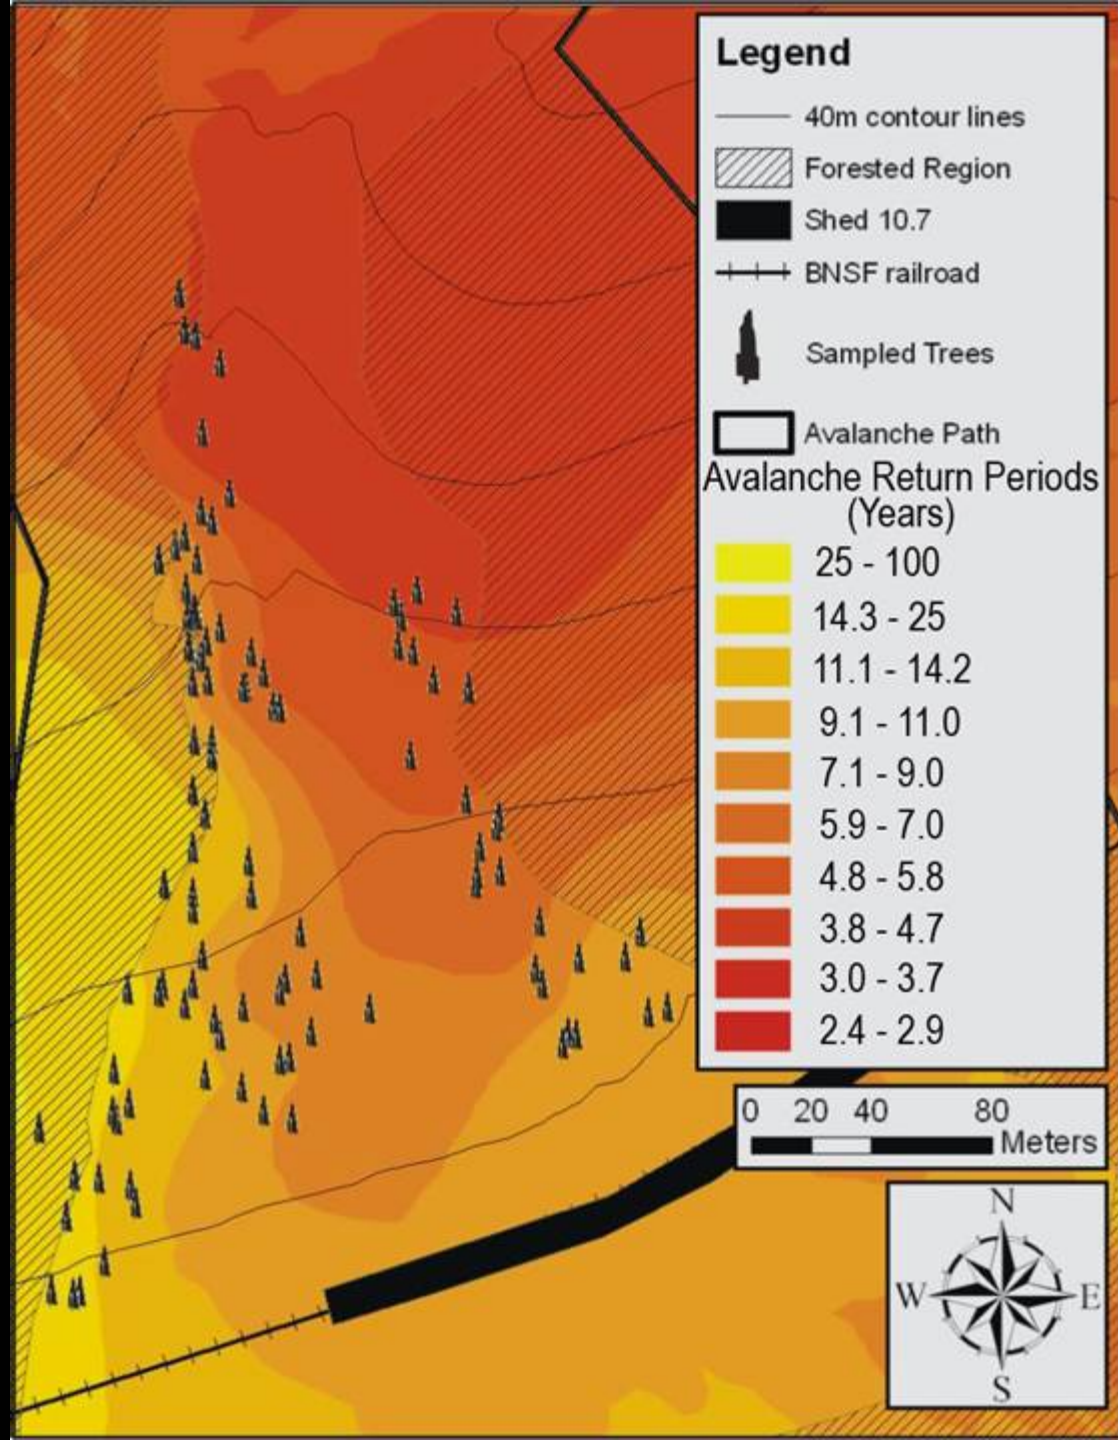 Legend
40m contour lines
Forested Region
Shed 10.7
BNSF railroad
Sampled Trees
Avalanche Path
Avalanche Return Periods
(Years)
25 - 100
14.3 - 25
11.1 - 14.2
9.1 - 11.0
7.1 - 9.0
5.9 - 7.0
4.8 - 5.8
3.8 - 4.7
3.0 - 3.7
2.4 - 2.9
0 20 40 80
Meters
N
W E
S